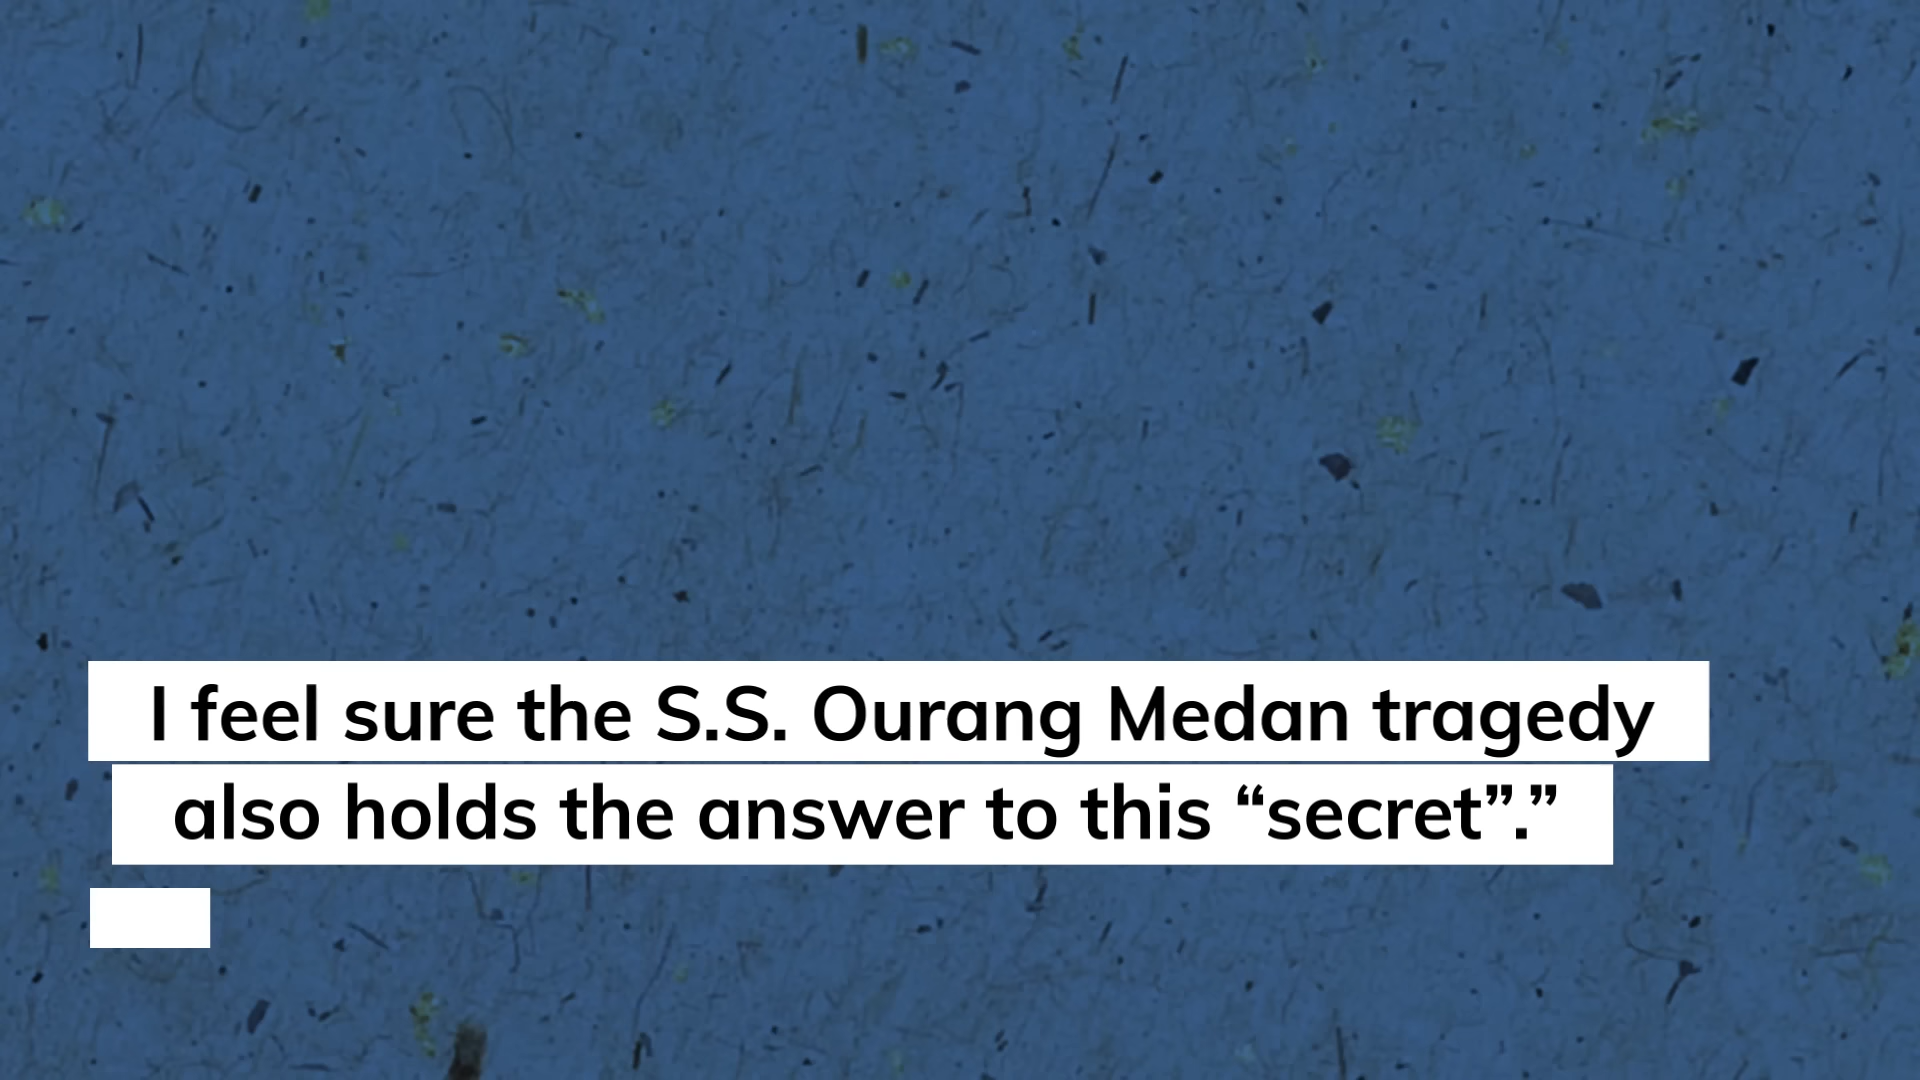 I feel sure the S.S. Ourang Medan tragedy
also holds the answer to this “secret”.”